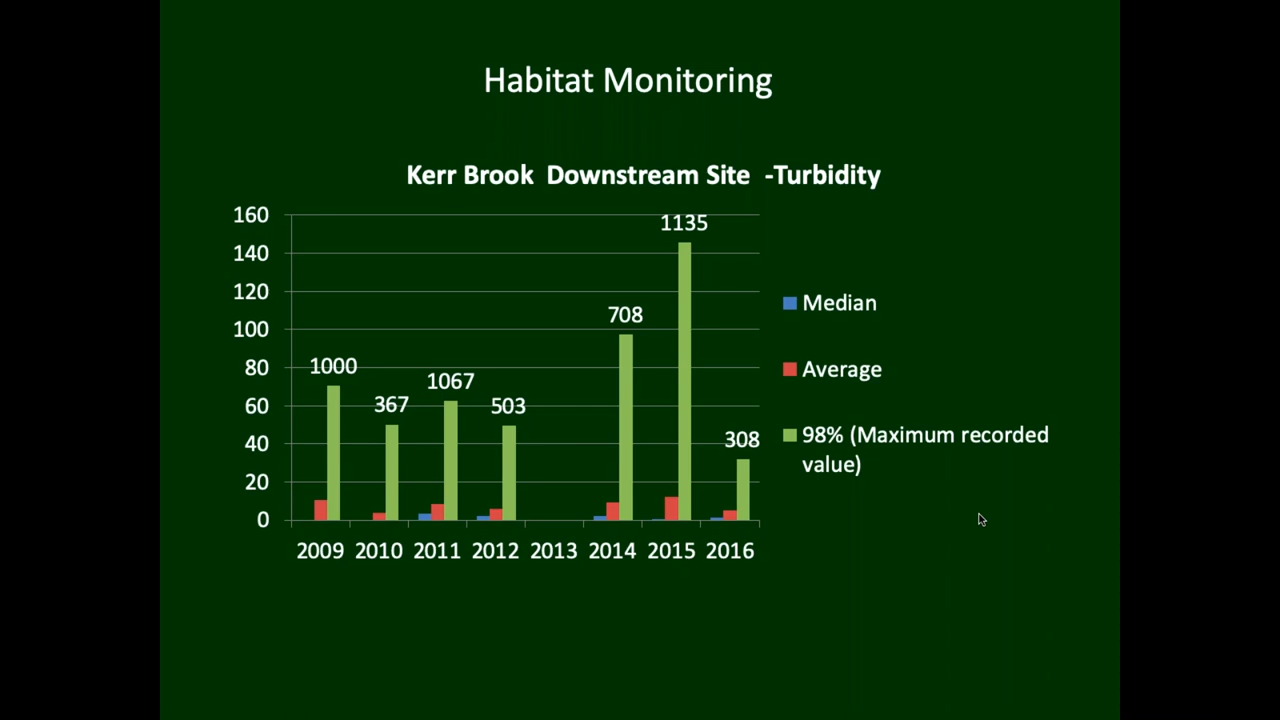 Habitat Monitoring
Kerr Brook Downstream Site -Turbidity
160
140
120
100
80
60
40
20
0
1000
367
1067
503
708
1135
308
2009 2010 2011 2012 2013 2014 2015 2016
Median
Average
98% (Maximum recorded
value)